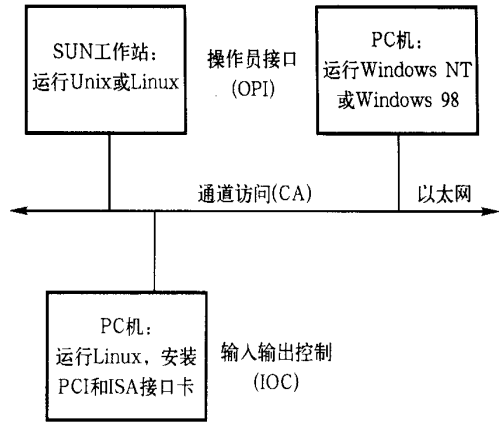 SUN工作站：
运行Unix或Linux
操作员接口
(OPI)
PC机：
运行Windows NT
或Windows 98
通道访问(CA)
以太网
PC机：
运行Linux，安装
PCI和ISA接口卡
输入输出控制
(IOC)